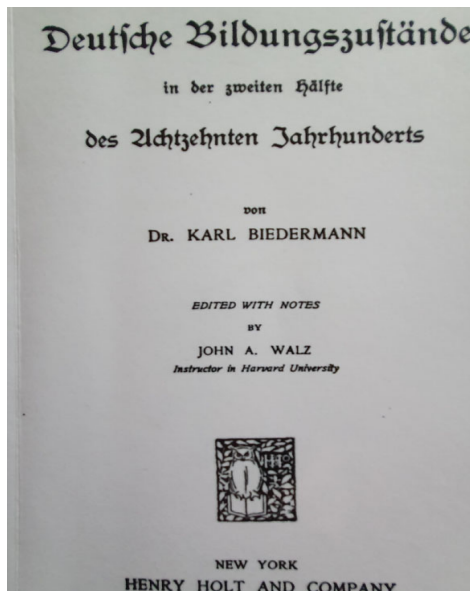 Deutſche Bildungszuſtände
in der zweiten Hälfte
des Achtzehnten Jahrhunderts
von
DR. KARL BIEDERMANN
EDITED WITH NOTES
BY
JOHN A. WALZ
Instructor in Harvard University
NEW YORK
HENRY HOLT AND COMPANY